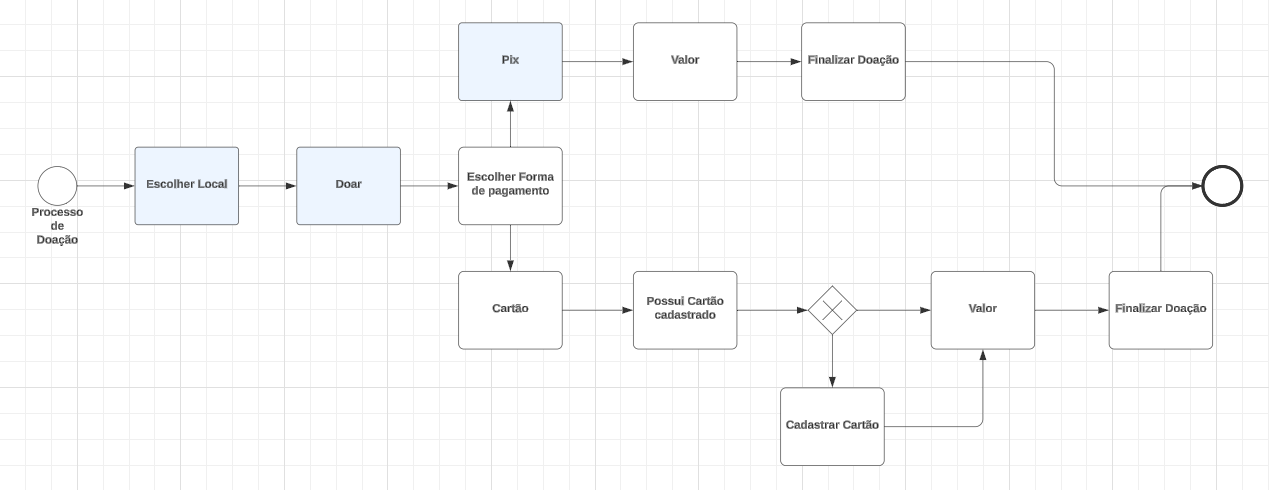 Pix
Valor
Finalizar Doação
Processo
de
Doação
Escolher Local
Doar
Escolher Forma
de pagamento
Cartão
Possui Cartão
cadastrado
Valor
Finalizar Doação
Cadastrar Cartão